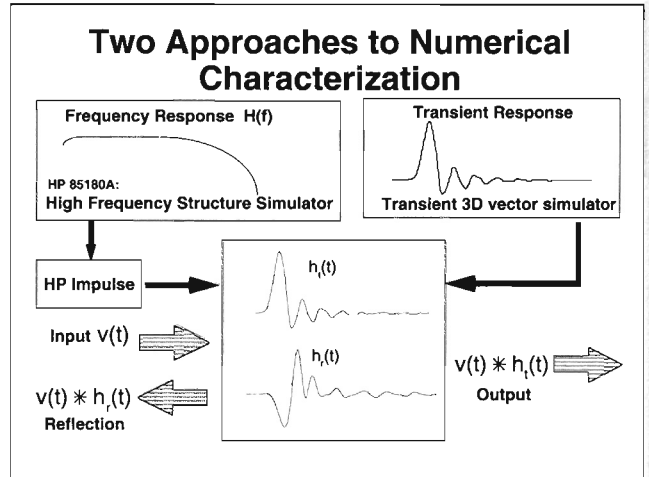 Two Approaches to Numerical
Characterization
Frequency Response H(f)
HP 85180A:
High Frequency Structure Simulator
Transient Response
Transient 3D vector simulator
HP Impulse
h_t(t)
Input v(t)
h_r(t)
v(t) * h_r(t)
Reflection
v(t) * h_t(t)
Output